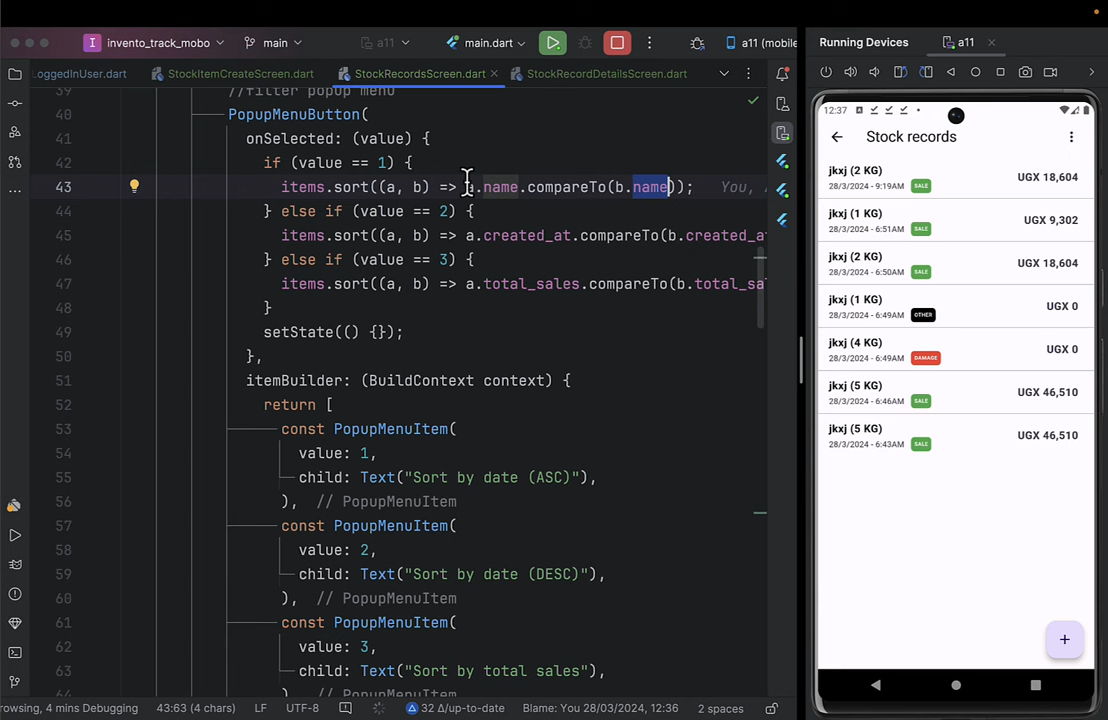 invento_track_mobo
main
a11
main.dart
a11 (mobile
Running Devices
a11
LoggedInUser.dart
StockItemCreateScreen.dart
StockRecordsScreen.dart
StockRecordDetailsScreen.dart
39
//filter popup menu
40 PopupMenuButton(
41 onSelected: (value) {
42 if (value == 1) {
43 items.sort((a, b) => a.name.compareTo(b.name)); You,
44 } else if (value == 2) {
45 items.sort((a, b) => a.created_at.compareTo(b.created_at
46 } else if (value == 3) {
47 items.sort((a, b) => a.total_sales.compareTo(b.total_sa
48 }
49 setState(() {});
50 },
51 itemBuilder: (BuildContext context) {
52 return [
53 const PopupMenuItem(
54 value: 1,
55 child: Text("Sort by date (ASC)"),
56 ), // PopupMenuItem
57 const PopupMenuItem(
58 value: 2,
59 child: Text("Sort by date (DESC)"),
60 ), // PopupMenuItem
61 const PopupMenuItem(
62 value: 3,
63 child: Text("Sort by total sales"),
64 ), // PopupMenuItem
rowsing, 4 mins Debugging
43:63 (4 chars)
LF
UTF-8
32 Δ/up-to-date
Blame: You 28/03/2024, 12:36
2 spaces
12:37
Stock records
jkxj (2 KG)
28/3/2024 - 9:19AM SALE
UGX 18,604
jkxj (1 KG)
28/3/2024 - 6:51AM SALE
UGX 9,302
jkxj (2 KG)
28/3/2024 - 6:50AM SALE
UGX 18,604
jkxj (1 KG)
28/3/2024 - 6:49AM OTHER
UGX 0
jkxj (4 KG)
28/3/2024 - 6:49AM DAMAGE
UGX 0
jkxj (5 KG)
28/3/2024 - 6:46AM SALE
UGX 46,510
jkxj (5 KG)
28/3/2024 - 6:43AM SALE
UGX 46,510